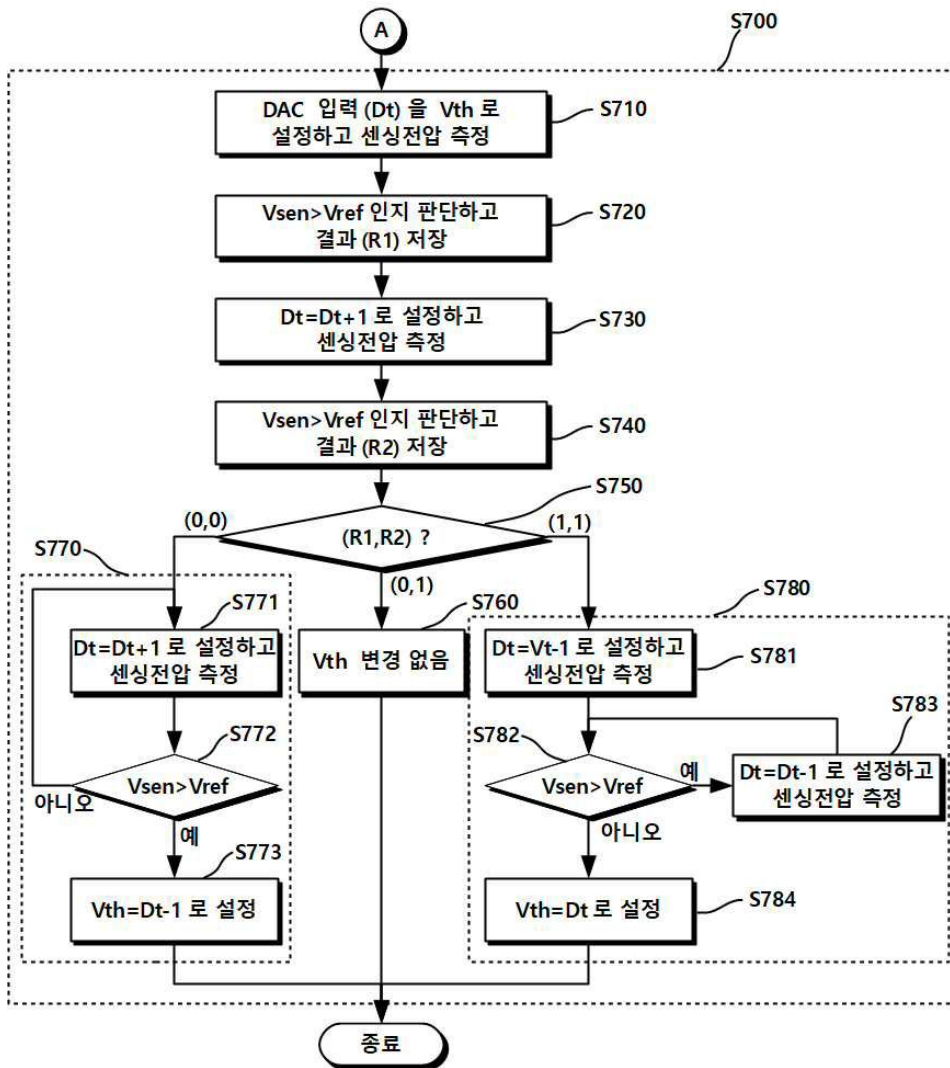 A
S700
DAC 입력 (Dt) 을 Vth 로
설정하고 센싱전압 측정
S710
Vsen>Vref 인지 판단하고
결과 (R1) 저장
S720
Dt=Dt+1 로 설정하고
센싱전압 측정
S730
Vsen>Vref 인지 판단하고
결과 (R2) 저장
S740
S750
(R1,R2) ?
(0,0)
(0,1)
(1,1)
S770
S771
Dt=Dt+1 로 설정하고
센싱전압 측정
S772
Vsen>Vref
아니오
예
S773
Vth=Dt-1 로 설정
S760
Vth 변경 없음
S780
Dt=Vt-1 로 설정하고
센싱전압 측정
S781
S782
Vsen>Vref
예
아니오
S783
Dt=Dt-1 로 설정하고
센싱전압 측정
Vth=Dt 로 설정
S784
종료